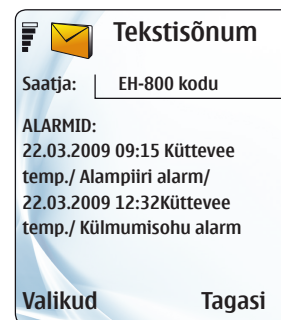 Tekstisõnum
Saatja: EH-800 kodu
ALARMID:
22.03.2009 09:15 Küttevee
temp./ Alampiiri alarm/
22.03.2009 12:32Küttevee
temp./ Külmumisohu alarm
Valikud Tagasi